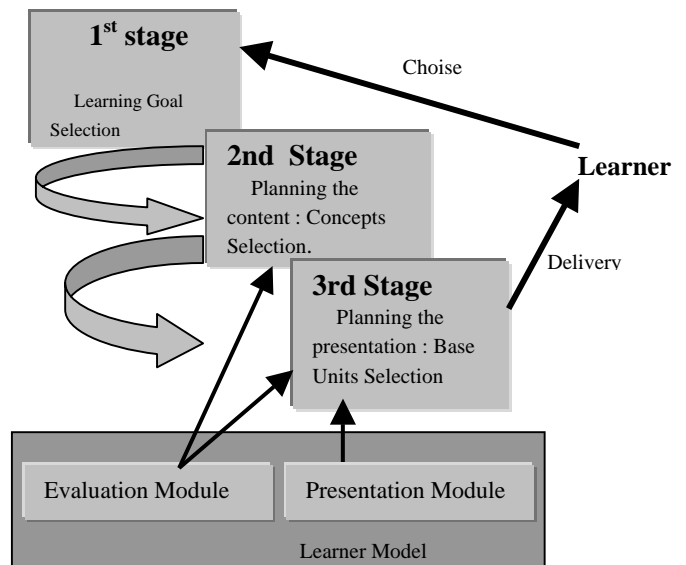 1st stage
Learning Goal
Selection
Choise
Learner
2nd Stage
Planning the
content : Concepts
Selection.
Delivery
3rd Stage
Planning the
presentation : Base
Units Selection
Evaluation Module
Presentation Module
Learner Model